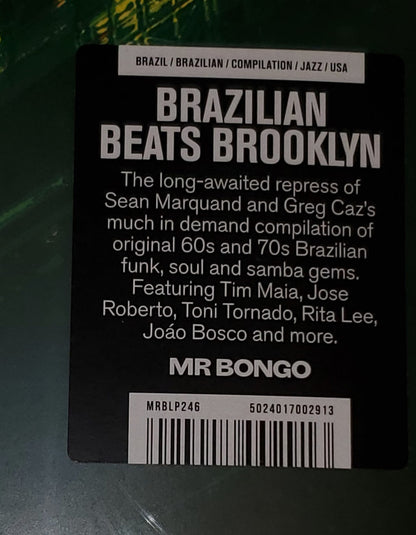 BRAZIL / BRAZILIAN / COMPILATION / JAZZ / USA
BRAZILIAN
BEATS BROOKLYN
The long-awaited repress of
Sean Marquand and Greg Caz's
much in demand compilation of
original 60s and 70s Brazilian
funk, soul and samba gems.
Featuring Tim Maia, Jose
Roberto, Toni Tornado, Rita Lee,
Joáo Bosco and more.
MR BONGO
MRBLP246 5024017002913